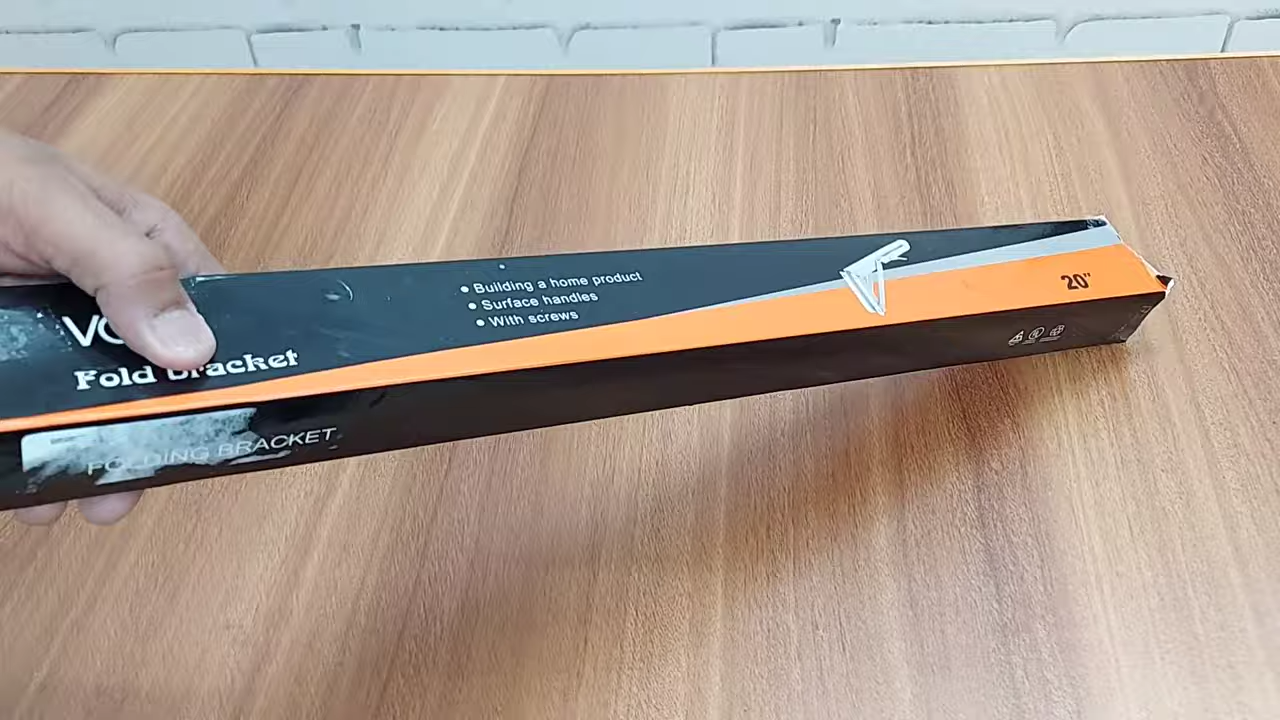 Fold Bracket
• Building a home product
• Surface handles
• With screws
20"
FOLDING BRACKET